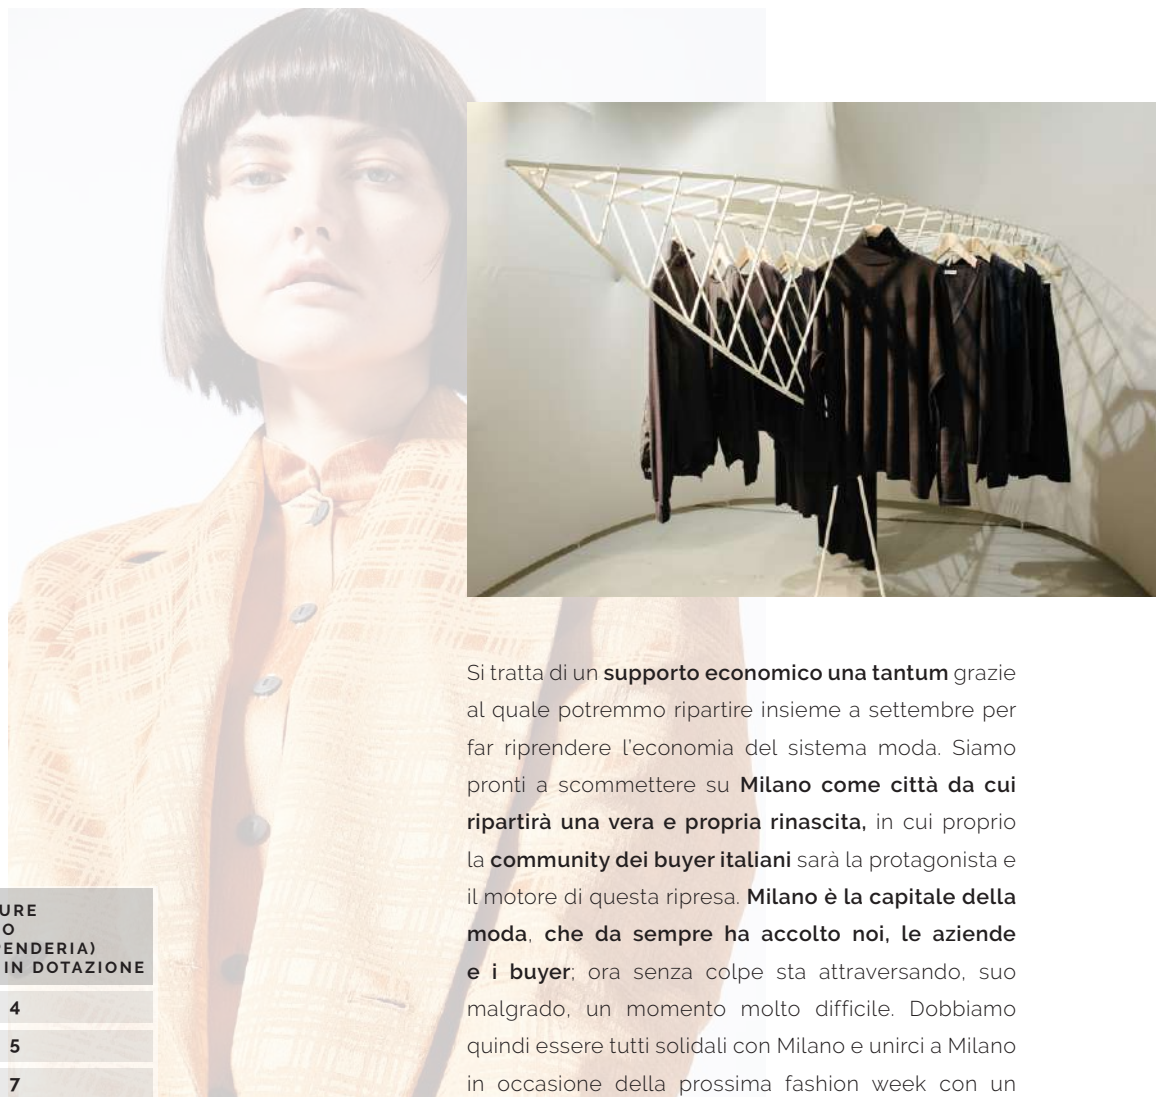 Si tratta di un supporto economico una tantum grazie
al quale potremmo ripartire insieme a settembre per
far riprendere l’economia del sistema moda. Siamo
pronti a scommettere su Milano come città da cui
ripartirà una vera e propria rinascita, in cui proprio
la community dei buyer italiani sarà la protagonista e
il motore di questa ripresa. Milano è la capitale della
moda, che da sempre ha accolto noi, le aziende
e i buyer; ora senza colpe sta attraversando, suo
malgrado, un momento molto difficile. Dobbiamo
quindi essere tutti solidali con Milano e unirci a Milano
in occasione della prossima fashion week con un
IN DOTAZIONE
4
5
7